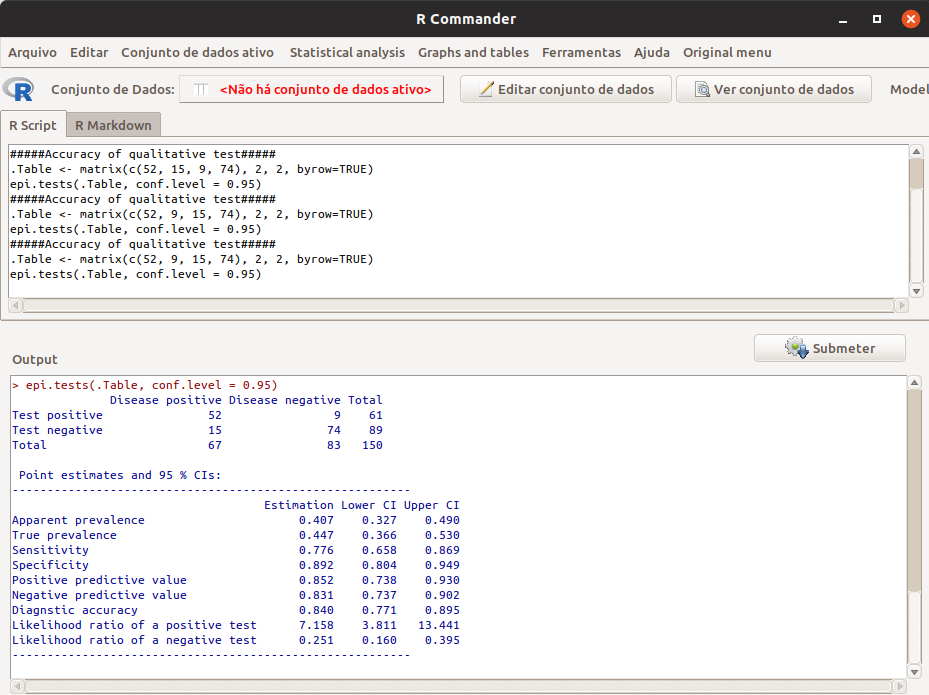 R Commander
Arquivo Editar Conjunto de dados ativo Statistical analysis Graphs and tables Ferramentas Ajuda Original menu
R Conjunto de Dados: <Não há conjunto de dados ativo> Editar conjunto de dados Ver conjunto de dados Model
R Script R Markdown
#####Accuracy of qualitative test#####
.Table <- matrix(c(52, 15, 9, 74), 2, 2, byrow=TRUE)
epi.tests(.Table, conf.level = 0.95)
#####Accuracy of qualitative test#####
.Table <- matrix(c(52, 9, 15, 74), 2, 2, byrow=TRUE)
epi.tests(.Table, conf.level = 0.95)
#####Accuracy of qualitative test#####
.Table <- matrix(c(52, 9, 15, 74), 2, 2, byrow=TRUE)
epi.tests(.Table, conf.level = 0.95)
Submeter
Output
> epi.tests(.Table, conf.level = 0.95)
Disease positive Disease negative Total
Test positive 52 9 61
Test negative 15 74 89
Total 67 83 150
Point estimates and 95 % CIs:
---------------------------------------------------------
Estimation Lower CI Upper CI
Apparent prevalence 0.407 0.327 0.490
True prevalence 0.447 0.366 0.530
Sensitivity 0.776 0.658 0.869
Specificity 0.892 0.804 0.949
Positive predictive value 0.852 0.738 0.930
Negative predictive value 0.831 0.737 0.902
Diagnstic accuracy 0.840 0.771 0.895
Likelihood ratio of a positive test 7.158 3.811 13.441
Likelihood ratio of a negative test 0.251 0.160 0.395
---------------------------------------------------------